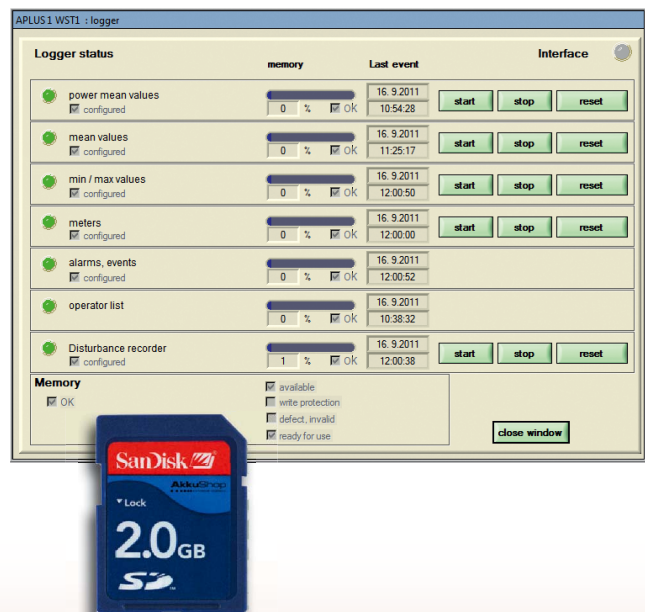 APLUS 1 WST1 : logger
Logger status
memory
Last event
Interface
power mean values
configured
0 % ok
16. 9.2011
10:54:28
start stop reset
mean values
configured
0 % ok
16. 9.2011
11:25:17
start stop reset
min / max values
configured
0 % ok
16. 9.2011
12:00:50
start stop reset
meters
configured
0 % ok
16. 9.2011
12:00:00
start stop reset
alarms, events
configured
0 % ok
16. 9.2011
12:00:52
operator list
0 % ok
16. 9.2011
10:38:32
Disturbance recorder
configured
1 % ok
16. 9.2011
12:00:38
start stop reset
Memory
OK
available
write protection
defect, invalid
ready for use
close window
SanDisk
AkkuShop
Lock
2.0GB
SD